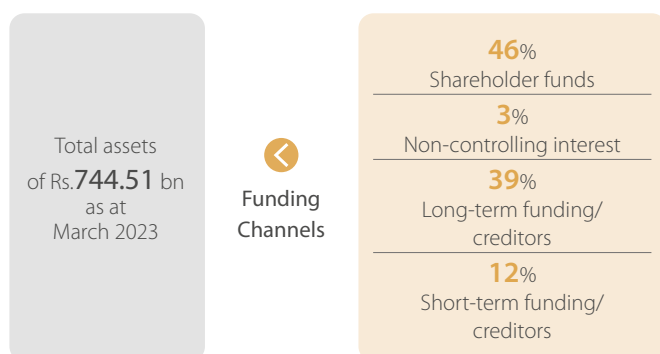 Total assets
of Rs.744.51 bn
as at
March 2023
Funding
Channels
46%
Shareholder funds
3%
Non-controlling interest
39%
Long-term funding/
creditors
12%
Short-term funding/
creditors